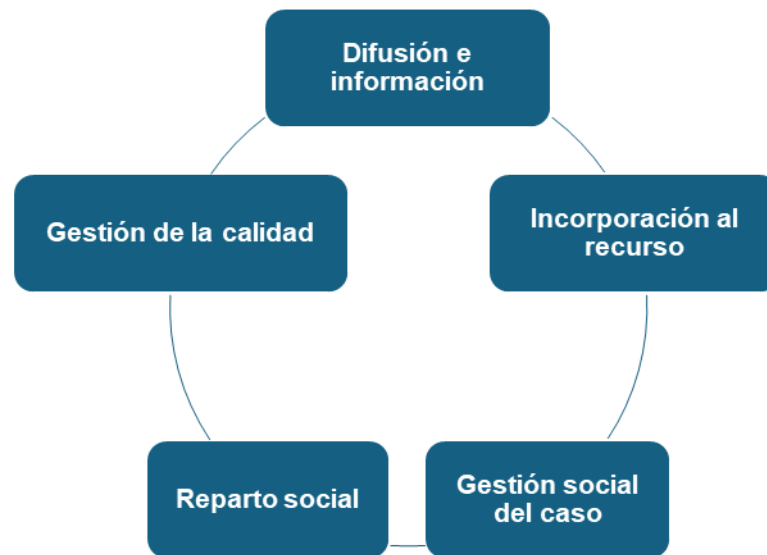 Difusión e
información
Incorporación al
recurso
Gestión social
del caso
Reparto social
Gestión de la calidad